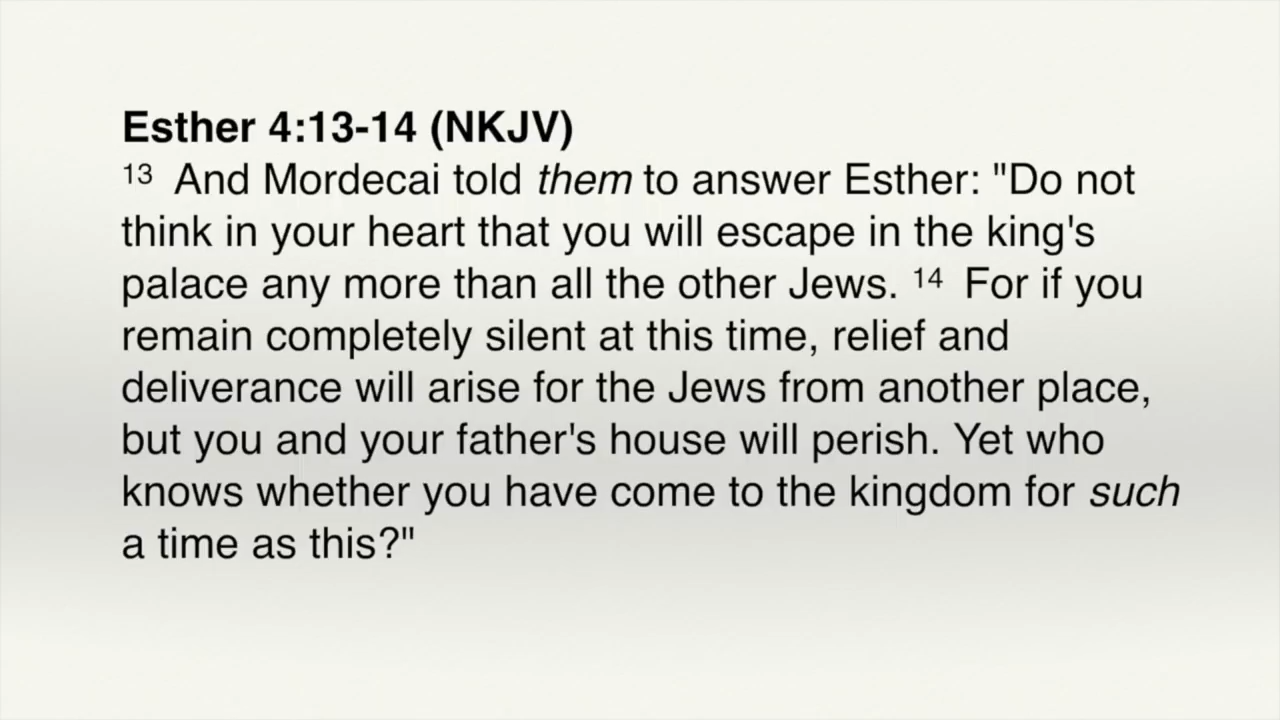 Esther 4:13-14 (NKJV)
13 And Mordecai told them to answer Esther: "Do not
think in your heart that you will escape in the king's
palace any more than all the other Jews. 14 For if you
remain completely silent at this time, relief and
deliverance will arise for the Jews from another place,
but you and your father's house will perish. Yet who
knows whether you have come to the kingdom for such
a time as this?"